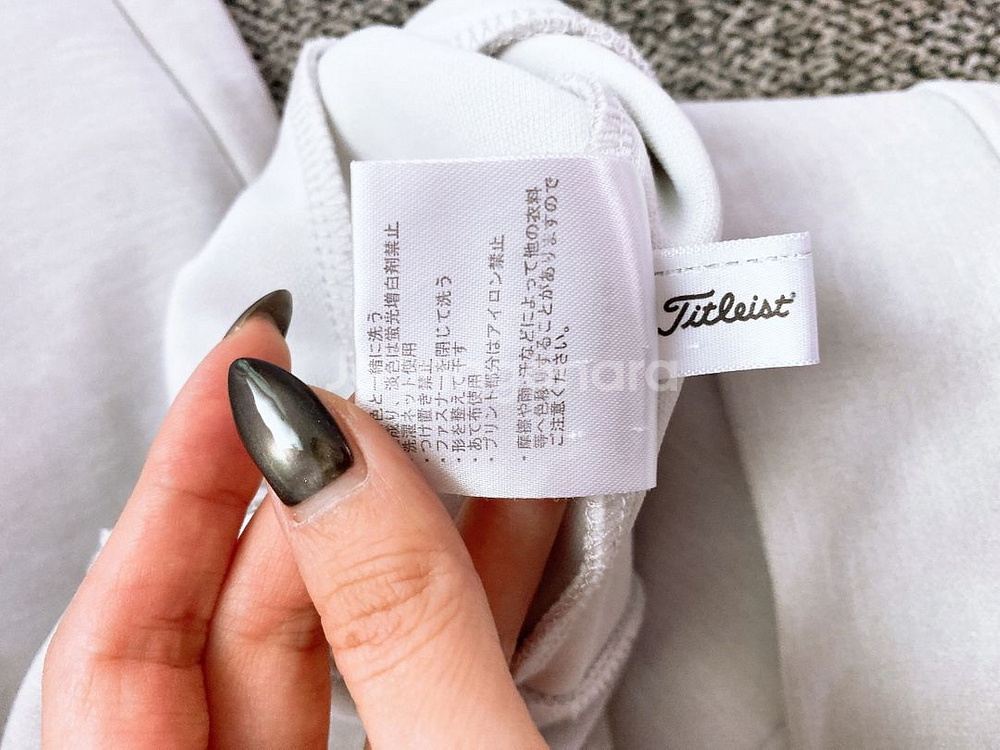 色と一緒に洗う
淡色は蛍光増白剤禁止
洗濯ネット使用
・つけ置き禁止
・ファスナーを閉じて洗う
・形を整えて干す
・あて布使用
・プリント部分はアイロン禁止
・摩擦や雨・汗などによって他の衣料
等へ色移りすることがありますので
ご注意ください。
Titleist